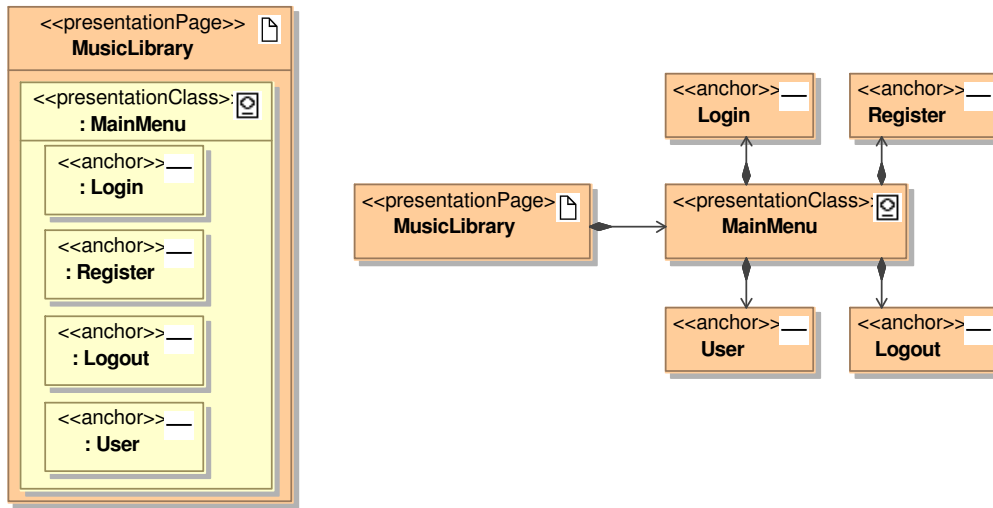 <<presentationPage>>
MusicLibrary
<<presentationClass>:
: MainMenu
<<anchor>>
: Login
<<anchor>>
: Register
<<anchor>>
: Logout
<<anchor>>
: User
<<anchor>>
Login
<<anchor>>
Register
<<presentationPage>
MusicLibrary
<<presentationClass>:
MainMenu
<<anchor>>
User
<<anchor>>
Logout